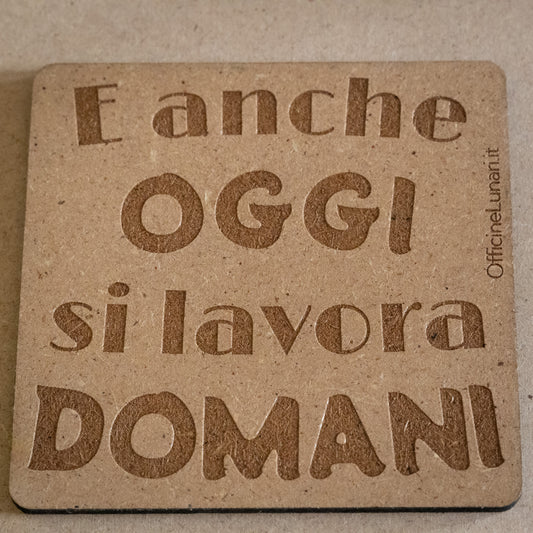 E anche
OGGI
si lavora
DOMANI
OfficineLunari.it